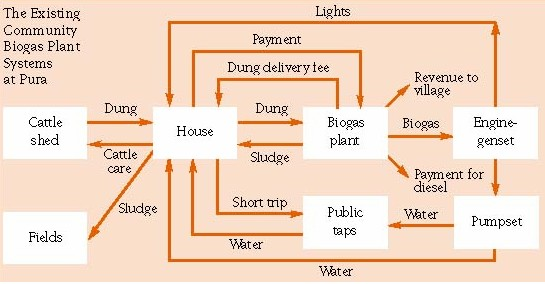 The Existing
Community
Biogas Plant
Systems
at Pura
Lights
Payment
Dung delivery fee
Revenue to
village
Dung
Dung
Biogas
Cattle
shed
House
Biogas
plant
Engine-
genset
Cattle
care
Sludge
Payment for
diesel
Sludge
Short trip
Fields
Public
taps
Water
Pumpset
Water
Water